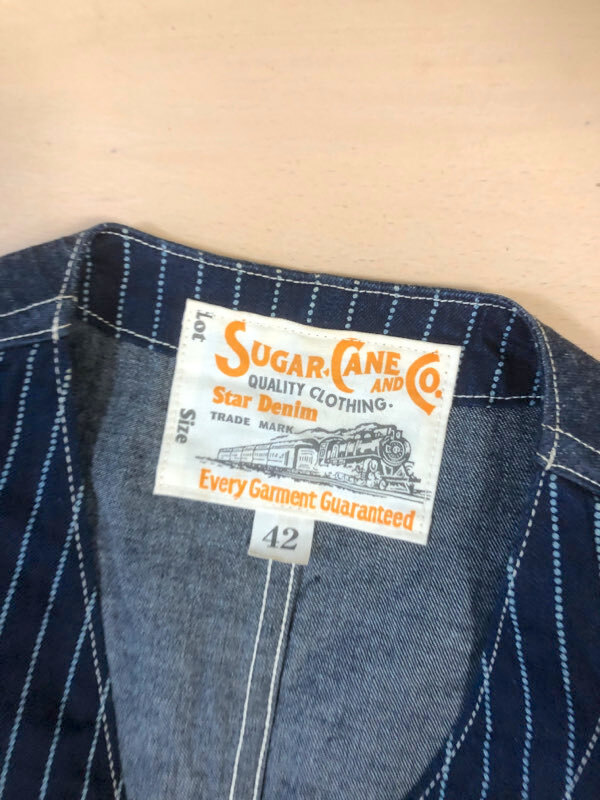 Lot
SUGAR CANE
AND CO.
QUALITY CLOTHING.
Star Denim
TRADE MARK
Size
Every Garment Guaranteed
42